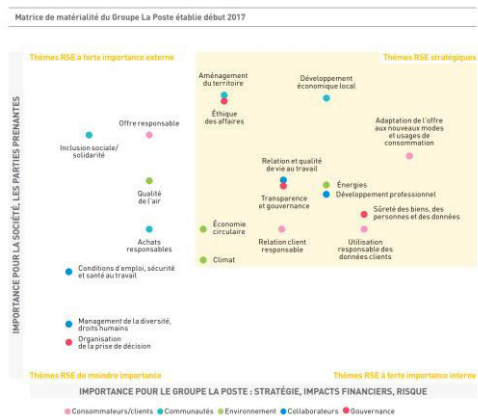 Matrice de matérialité du Groupe La Poste établie début 2017
Thèmes RSE à forte importance externe
Thèmes RSE stratégiques
IMPORTANCE POUR LA SOCIÉTÉ, LES PARTIES PRENANTES
Aménagement
du territoire
Éthique
des affaires
Développement
économique local
Offre responsable
Inclusion sociale/
solidarité
Adaptation de l'offre
aux nouveaux modes
et usages de
consommation
Qualité
de l'air
Relation et qualité
de vie au travail
Transparence
et gouvernance
Énergies
Développement professionnel
Sûreté des biens, des
personnes et des données
Achats
responsables
Économie
circulaire
Relation client
responsable
Utilisation
responsable des
données clients
Climat
Conditions d'emploi, sécurité
et santé au travail
Management de la diversité,
droits humains
Organisation
de la prise de décision
Thèmes RSE de moindre importance
Thèmes RSE à forte importance interne
IMPORTANCE POUR LE GROUPE LA POSTE : STRATÉGIE, IMPACTS FINANCIERS, RISQUE
Consommateurs/clients Communautés Environnement Collaborateurs Gouvernance